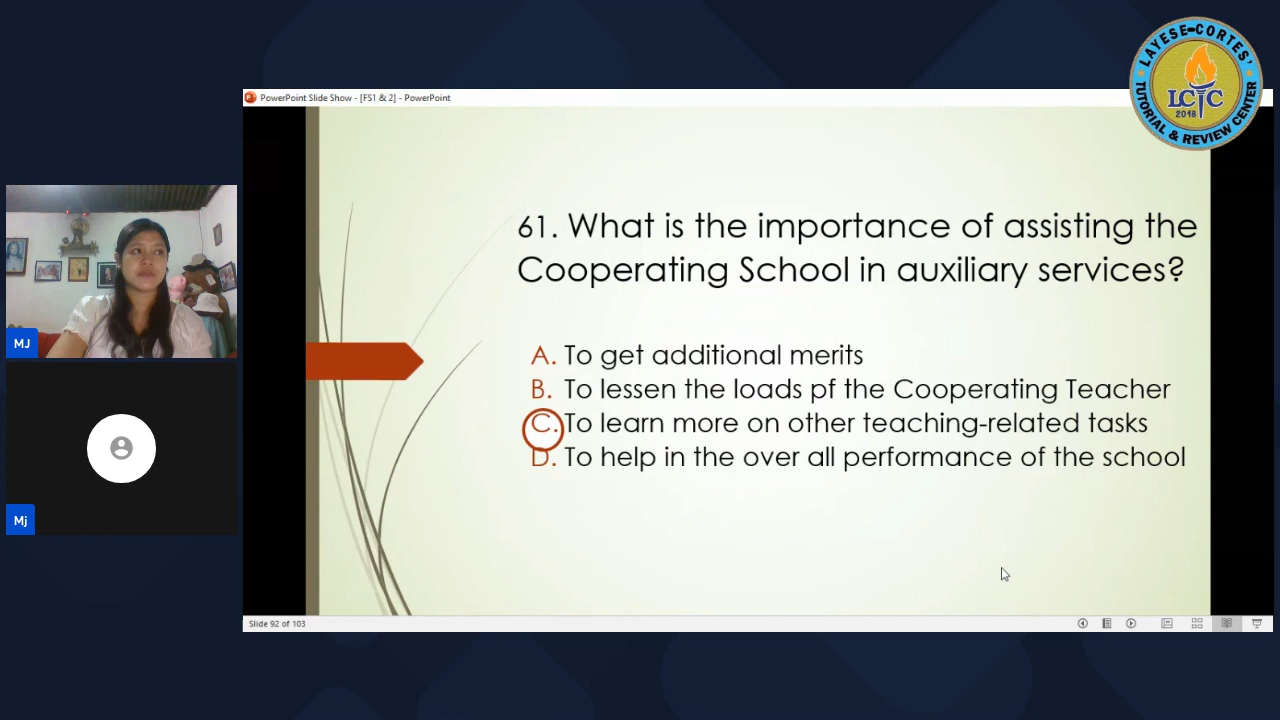 LAYESE-CORTES'
LCTC
2018
TUTORIAL & REVIEW CENTER
PowerPoint Slide Show - [FS1 & 2] - PowerPoint
61. What is the importance of assisting the
Cooperating School in auxiliary services?
A. To get additional merits
B. To lessen the loads pf the Cooperating Teacher
C. To learn more on other teaching-related tasks
D. To help in the over all performance of the school
MJ
Mj
Slide 92 of 103